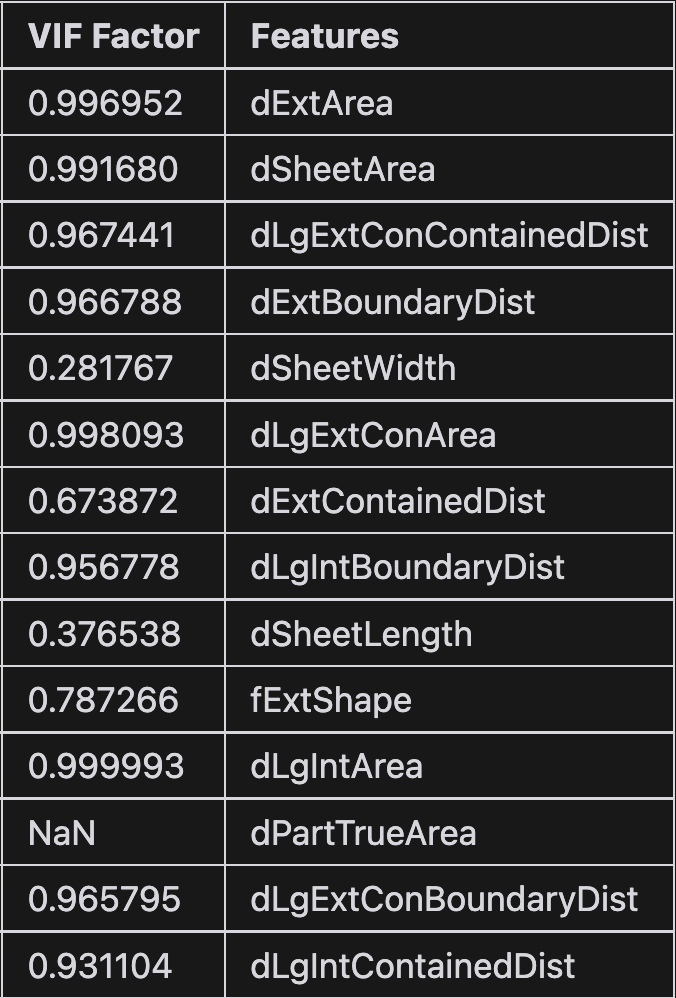 VIF Factor Features
0.996952 dExtArea
0.991680 dSheetArea
0.967441 dLgExtConContainedDist
0.966788 dExtBoundaryDist
0.281767 dSheetWidth
0.998093 dLgExtConArea
0.673872 dExtContainedDist
0.956778 dLgIntBoundaryDist
0.376538 dSheetLength
0.787266 fExtShape
0.999993 dLgIntArea
NaN dPartTrueArea
0.965795 dLgExtConBoundaryDist
0.931104 dLgIntContainedDist